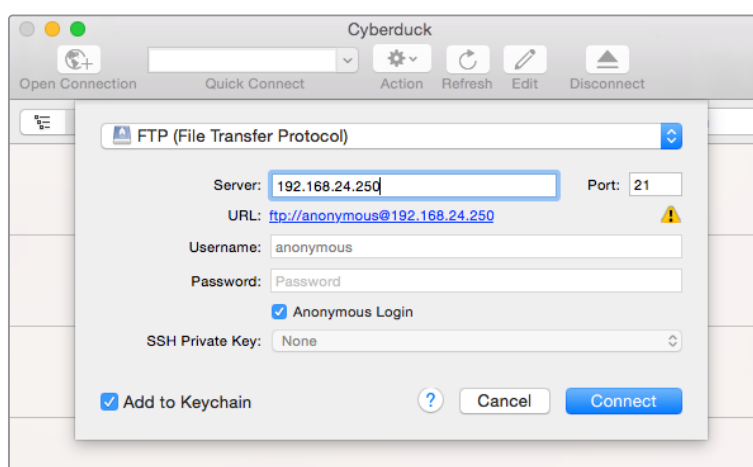 Cyberduck
Open Connection Quick Connect Action Refresh Edit Disconnect
FTP (File Transfer Protocol)
Server: 192.168.24.250 Port: 21
URL: ftp://anonymous@192.168.24.250
Username: anonymous
Password: Password
Anonymous Login
SSH Private Key: None
Add to Keychain ? Cancel Connect